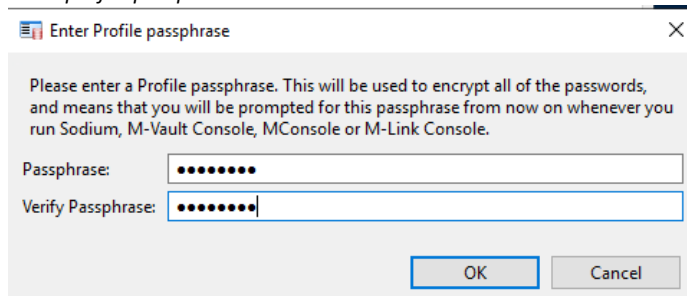 Enter Profile passphrase
Please enter a Profile passphrase. This will be used to encrypt all of the passwords,
and means that you will be prompted for this passphrase from now on whenever you
run Sodium, M-Vault Console, MConsole or M-Link Console.
Passphrase: ●●●●●●●●
Verify Passphrase: ●●●●●●●●
OK Cancel